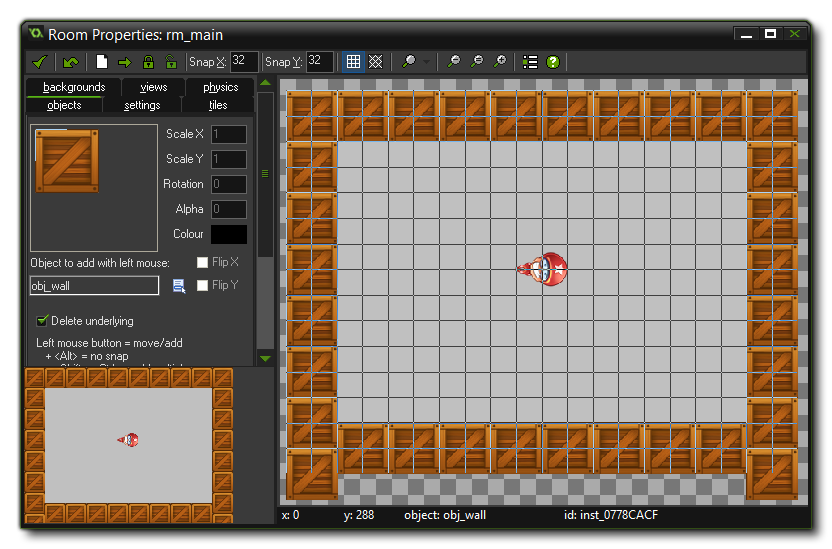 Room Properties: rm_main
Snap X: 32 Snap Y: 32
backgrounds views physics
objects settings tiles
Scale X 1
Scale Y 1
Rotation 0
Alpha 0
Colour
Object to add with left mouse:
Flip X
obj_wall
Flip Y
Delete underlying
Left mouse button = move/add
+ <Alt> = no snap
x: 0 y: 288 object: obj_wall id: inst_0778CACF